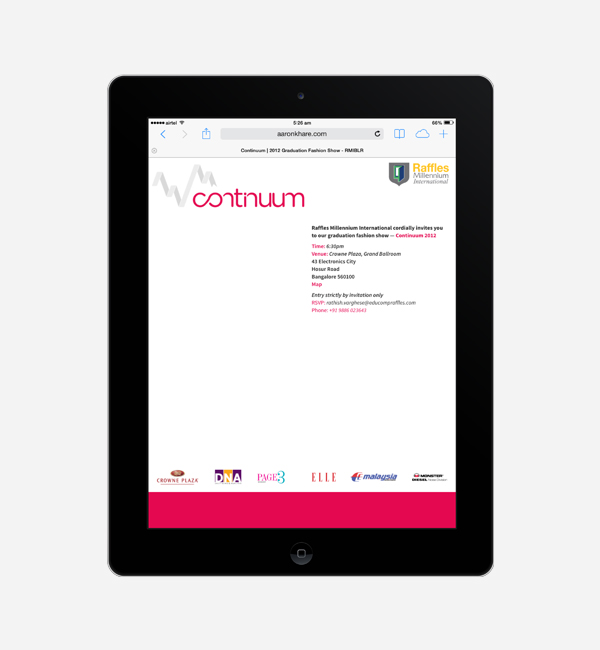 airtel 5:26 am 66%
aaronkhare.com
Continuum | 2012 Graduation Fashion Show - RMIBLR
continuum
Raffles
Millennium
International
Raffles Millennium International cordially invites you
to our graduation fashion show — Continuum 2012
Time: 6:30pm
Venue: Crowne Plaza, Grand Ballroom
43 Electronics City
Hosur Road
Bangalore 560100
Map
Entry strictly by invitation only
RSVP: rathish.varghese@educompraffles.com
Phone: +91 9886 023643
CROWNE PLAZA
DNA
PAGE3
ELLE
malaysia
MONSTER
DIESEL